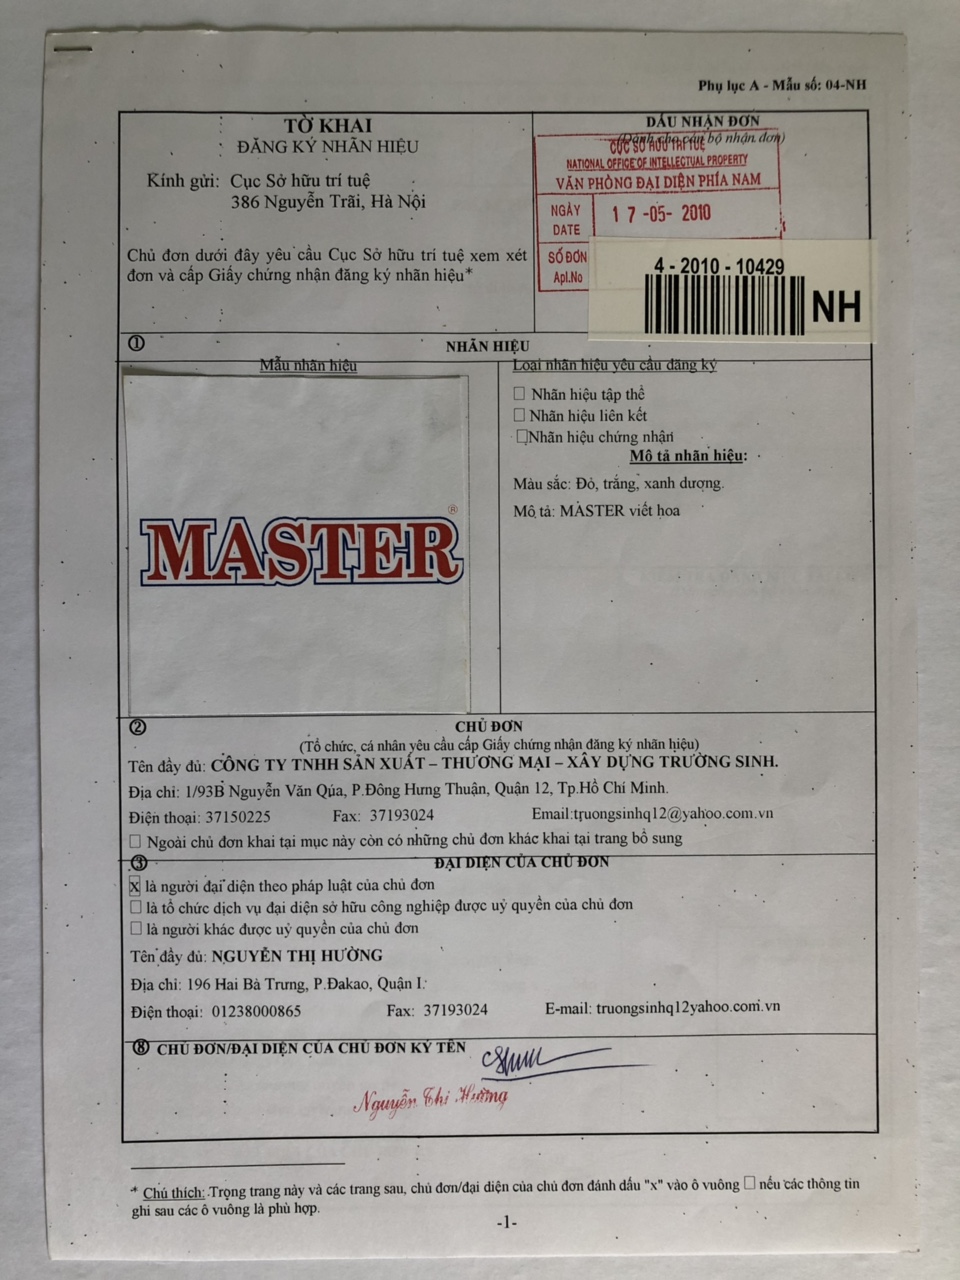 Phụ lục A - Mẫu số: 04-NH
TỜ KHAI
ĐĂNG KÝ NHÃN HIỆU
Kính gửi: Cục Sở hữu trí tuệ
386 Nguyễn Trãi, Hà Nội
Chủ đơn dưới đây yêu cầu Cục Sở hữu trí tuệ xem xét
đơn và cấp Giấy chứng nhận đăng ký nhãn hiệu*
DẤU NHẬN ĐƠN
(Dành cho cán bộ nhận đơn)
CỤC SỞ HỮU TRÍ TUỆ
NATIONAL OFFICE OF INTELLECTUAL PROPERTY
VĂN PHÒNG ĐẠI DIỆN PHÍA NAM
NGÀY 17-05-2010
DATE
SỐ ĐƠN
Apl.No
4 - 2010 - 10429
NH
① NHÃN HIỆU
Mẫu nhãn hiệu
MASTER ®
Loại nhãn hiệu yêu cầu đăng ký
☐ Nhãn hiệu tập thể
☐ Nhãn hiệu liên kết
☐ Nhãn hiệu chứng nhận
Mô tả nhãn hiệu:
Màu sắc: Đỏ, trắng, xanh dượng.
Mô tả: MASTER viết hoa
② CHỦ ĐƠN
(Tổ chức, cá nhân yêu cầu cấp Giấy chứng nhận đăng ký nhãn hiệu)
Tên đầy đủ: CÔNG TY TNHH SẢN XUẤT – THƯƠNG MẠI – XÂY DỰNG TRƯỜNG SINH.
Địa chỉ: 1/93B Nguyễn Văn Qúa, P.Đông Hưng Thuận, Quận 12, Tp.Hồ Chí Minh.
Điện thoại: 37150225 Fax: 37193024 Email:truongsinhq12@yahoo.com.vn
☐ Ngoài chủ đơn khai tại mục này còn có những chủ đơn khác khai tại trang bổ sung
③ ĐẠI DIỆN CỦA CHỦ ĐƠN
☒ là người đại diện theo pháp luật của chủ đơn
☐ là tổ chức dịch vụ đại diện sở hữu công nghiệp được uỷ quyền của chủ đơn
☐ là người khác được uỷ quyền của chủ đơn
Tên đầy đủ: NGUYỄN THỊ HƯỜNG
Địa chỉ: 196 Hai Bà Trưng, P.Đakao, Quận I.
Điện thoại: 01238000865 Fax: 37193024 E-mail: truongsinhq12yahoo.com.vn
⑧ CHỦ ĐƠN/ĐẠI DIỆN CỦA CHỦ ĐƠN KÝ TÊN
Nguyễn Thị Hường
* Chú thích: Trong trang này và các trang sau, chủ đơn/đại diện của chủ đơn đánh dấu "x" vào ô vuông ☐ nếu các thông tin
ghi sau các ô vuông là phù hợp.
-1-